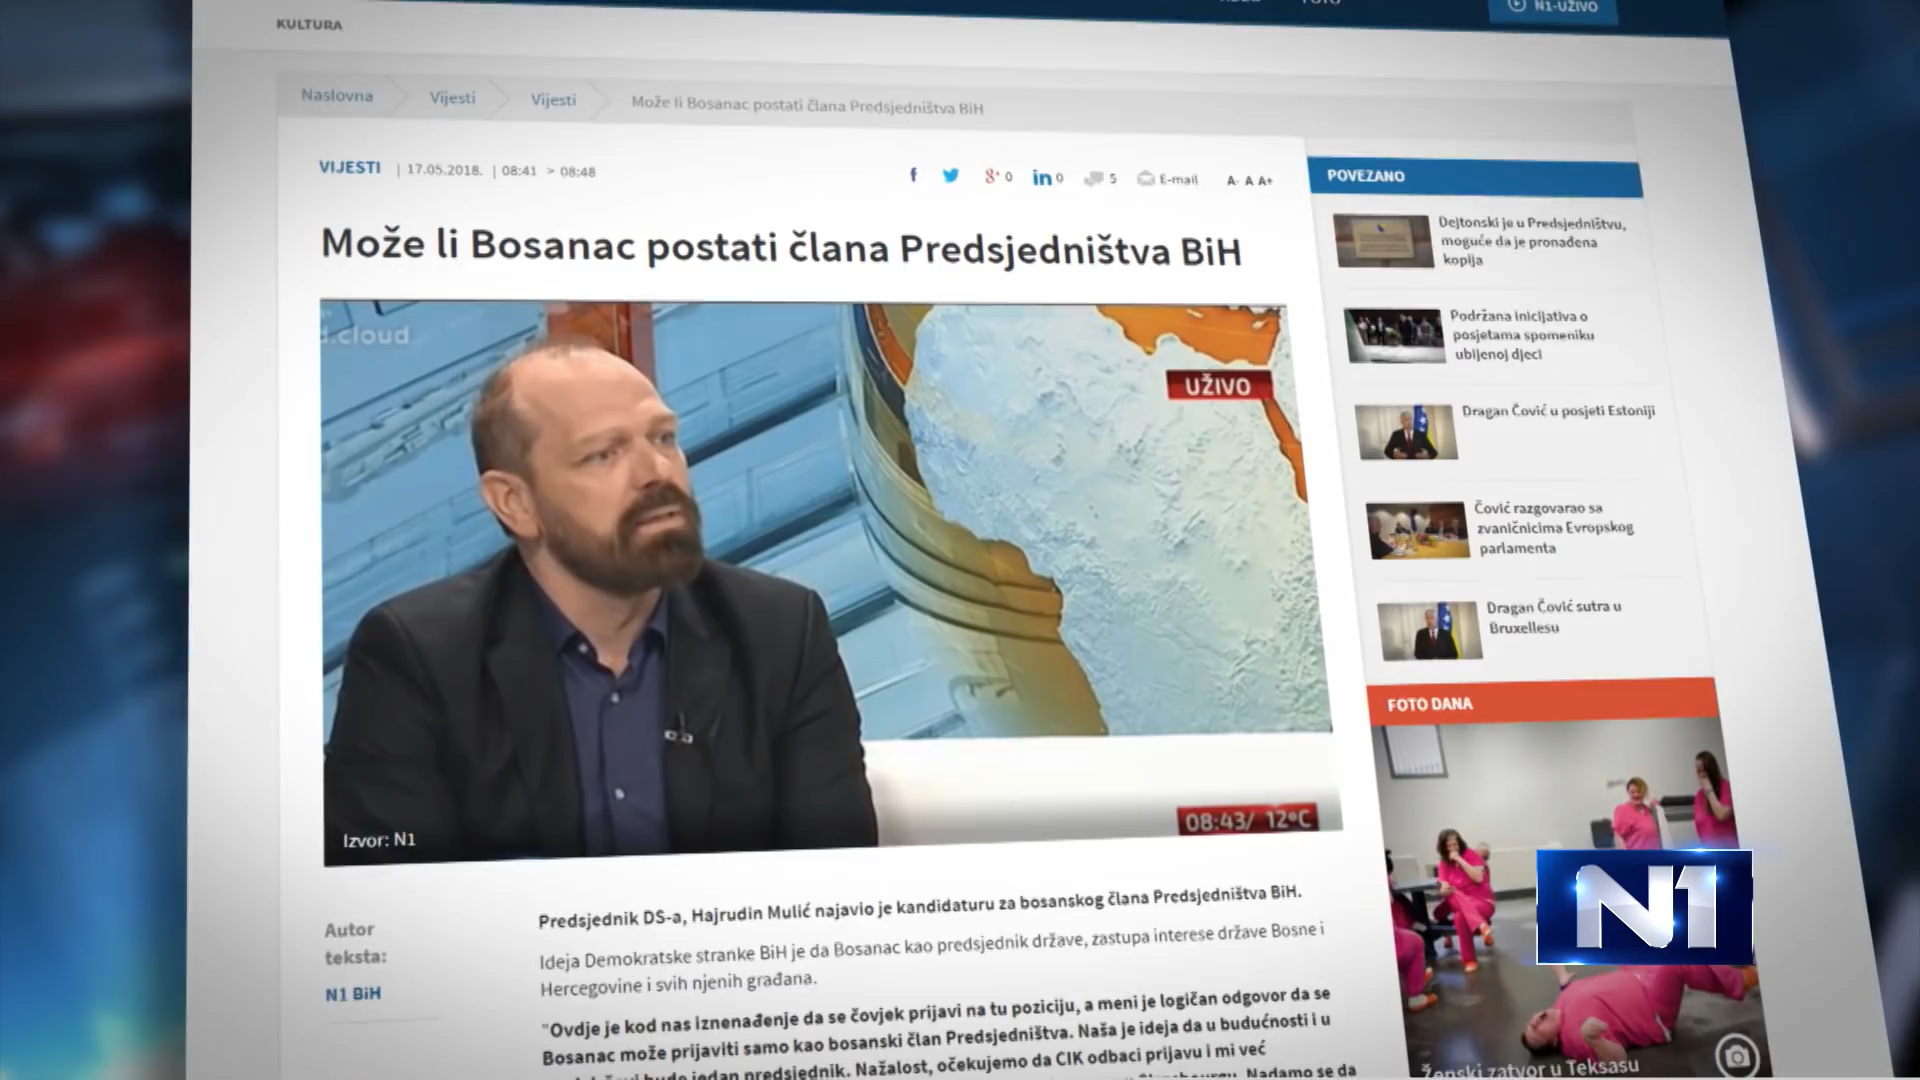 N1-UŽIVO
KULTURA
Naslovna
Vijesti
Vijesti
Može li Bosanac postati člana Predsjedništva BiH
VIJESTI | 17.05.2018. | 08:41 > 08:48
0
in 0
5
E-mail
A- A A+
Može li Bosanac postati člana Predsjedništva BiH
d.cloud
UŽIVO
08:43/ 12°C
Izvor: N1
Autor
teksta:
N1 BiH
Predsjednik DS-a, Hajrudin Mulić najavio je kandidaturu za bosanskog člana Predsjedništva BiH.
Ideja Demokratske stranke BiH je da Bosanac kao predsjednik države, zastupa interese države Bosne i
Hercegovine i svih njenih građana.
"Ovdje je kod nas iznenađenje da se čovjek prijavi na tu poziciju, a meni je logičan odgovor da se
Bosanac može prijaviti samo kao bosanski član Predsjedništva. Naša je ideja da u budućnosti i u
bude jedan predsjednik. Nažalost, očekujemo da CIK odbaci prijavu i mi već
Nadamo se da
POVEZANO
Dejtonski je u Predsjedništvu,
moguće da je pronađena
kopija
Podržana inicijativa o
posjetama spomeniku
ubijenoj djeci
Dragan Čović u posjeti Estoniji
Čović razgovarao sa
zvaničnicima Evropskog
parlamenta
Dragan Čović sutra u
Bruxellesu
FOTO DANA
N1
Ženski zatvor u Teksasu